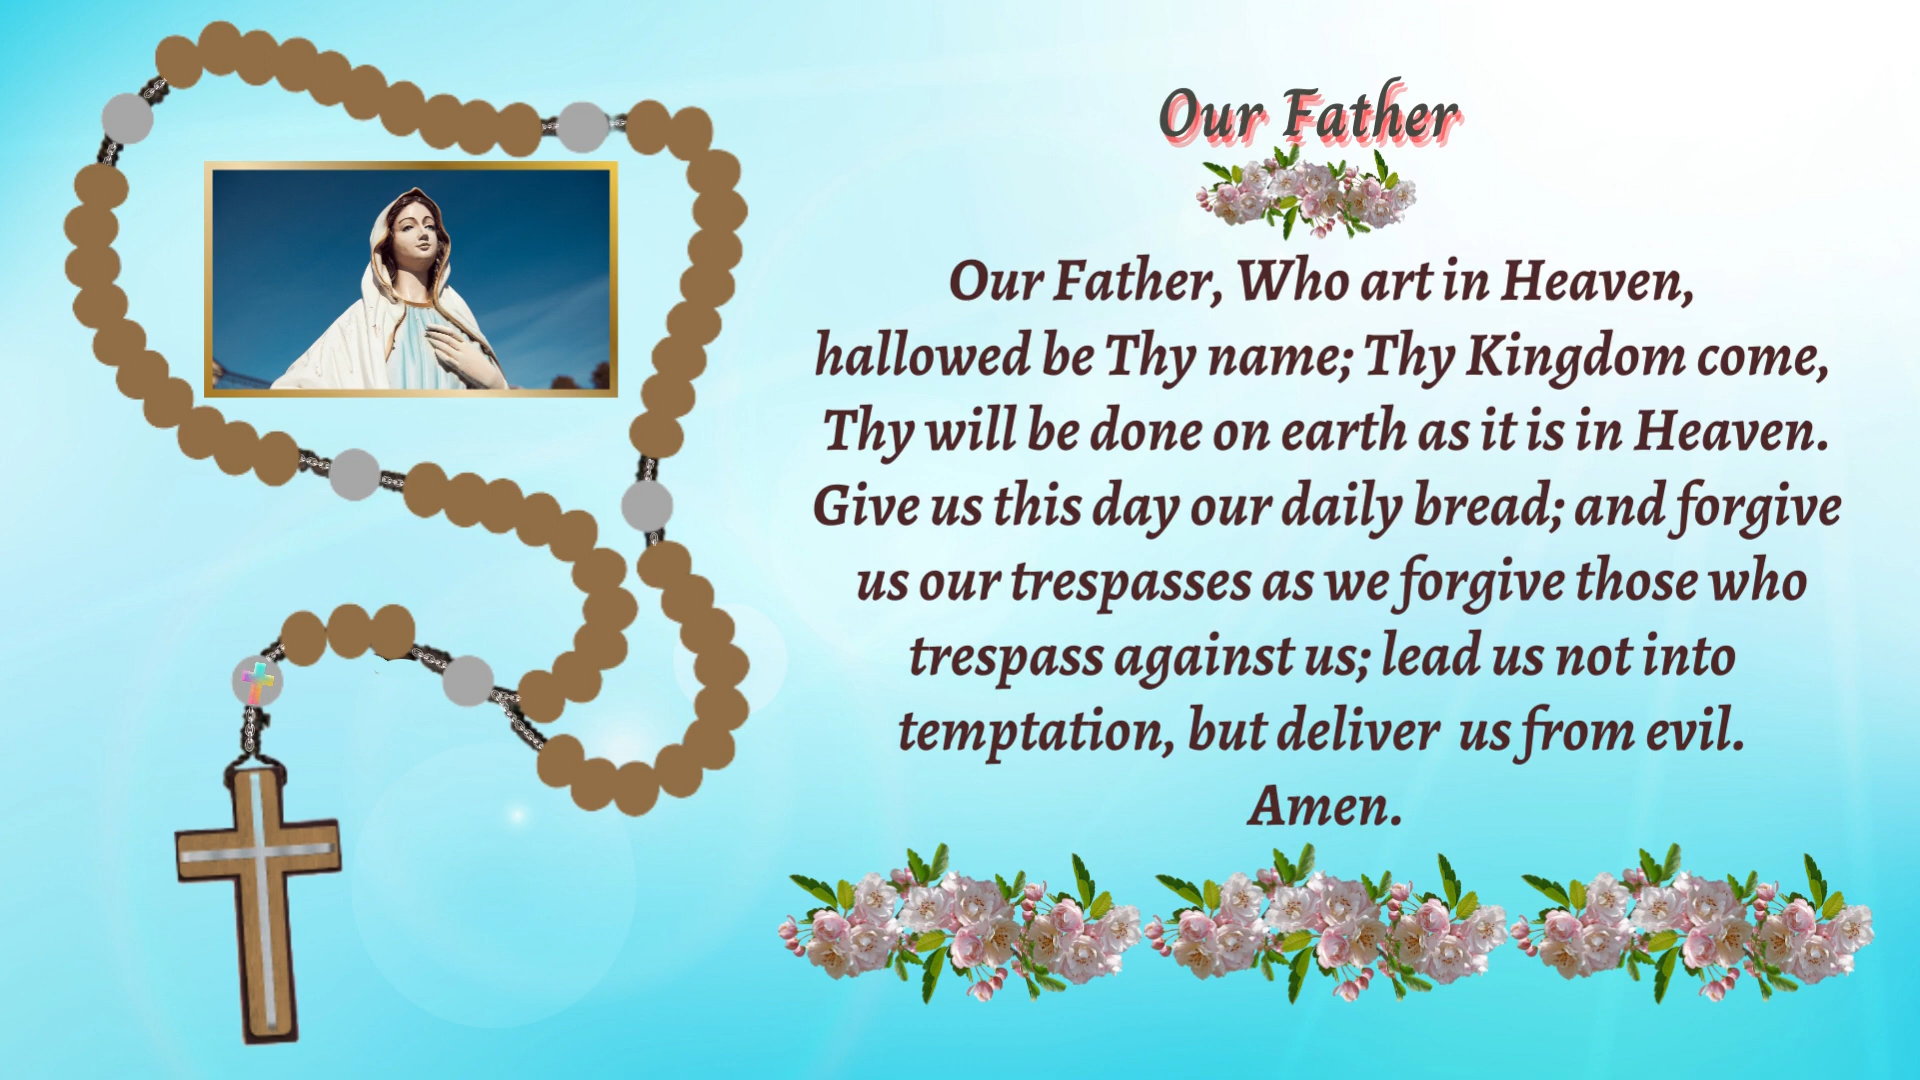 Our Father
Our Father, Who art in Heaven,
hallowed be Thy name; Thy Kingdom come,
Thy will be done on earth as it is in Heaven.
Give us this day our daily bread; and forgive
us our trespasses as we forgive those who
trespass against us; lead us not into
temptation, but deliver us from evil.
Amen.